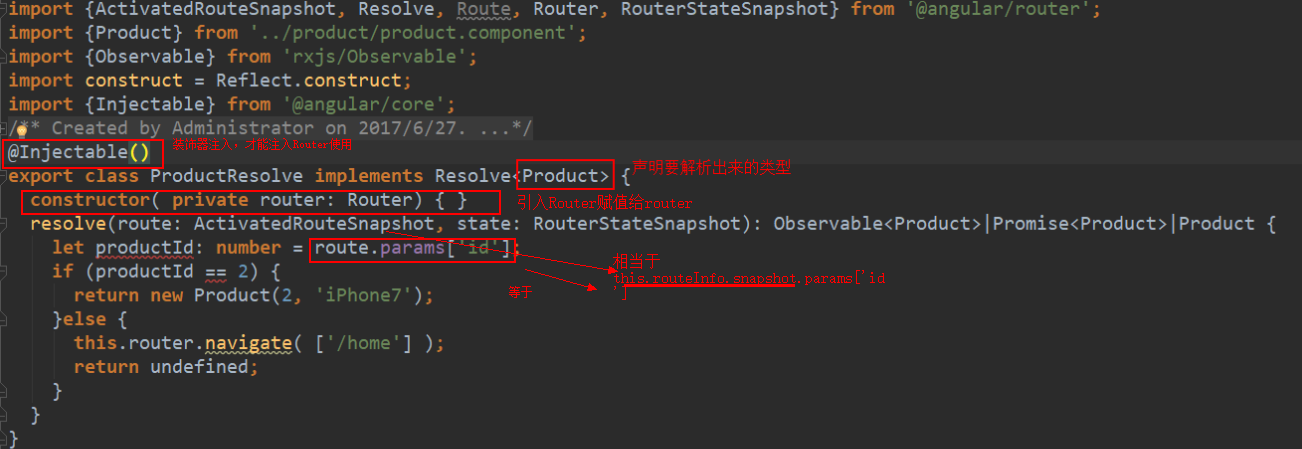 import {ActivatedRouteSnapshot, Resolve, Route, Router, RouterStateSnapshot} from '@angular/router';
import {Product} from '../product/product.component';
import {Observable} from 'rxjs/Observable';
import construct = Reflect.construct;
import {Injectable} from '@angular/core';
/** Created by Administrator on 2017/6/27. ...*/
@Injectable() 装饰器注入，才能注入Router使用
export class ProductResolve implements Resolve<Product> { 声明要解析出来的类型
constructor( private router: Router) { } 引入Router赋值给router
resolve(route: ActivatedRouteSnapshot, state: RouterStateSnapshot): Observable<Product>|Promise<Product>|Product {
let productId: number = route.params['id'];
相当于
if (productId == 2) { this.routeInfo.snapshot.params['id
return new Product(2, 'iPhone7'); 等于 ']
}else {
this.router.navigate( ['/home'] );
return undefined;
}
}
}